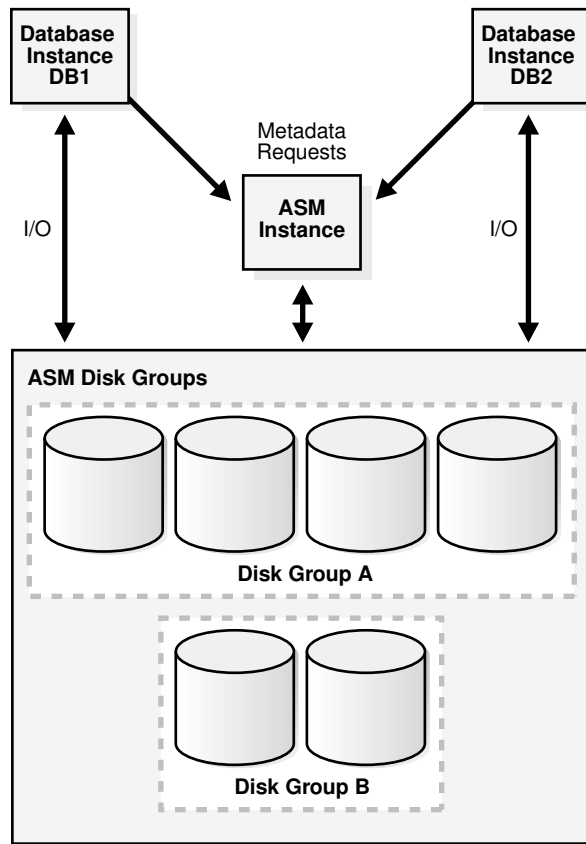 Database
Instance
DB1
Database
Instance
DB2
Metadata
Requests
ASM
Instance
I/O
I/O
ASM Disk Groups
Disk Group A
Disk Group B